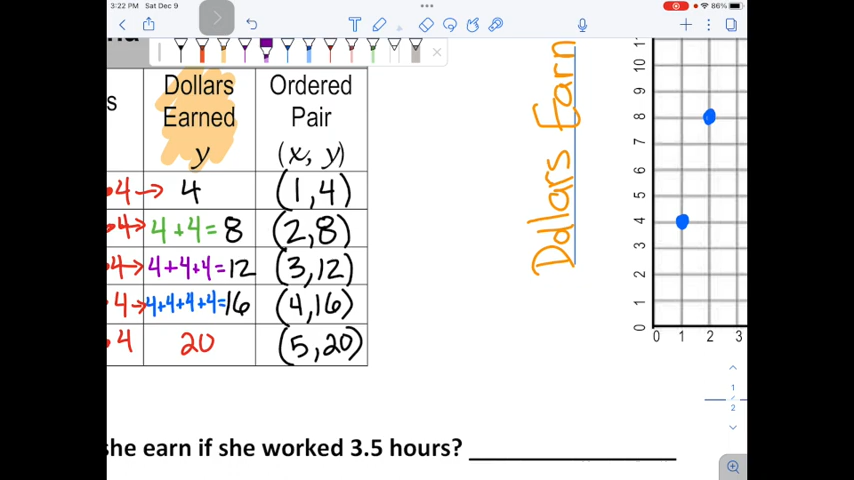 3:22 PM Sat Dec 9
86%
s
Dollars Earned y
Ordered Pair (x, y)
•4→ 4 (1,4)
•4→ 4+4= 8 (2,8)
4→ 4+4+4=12 (3,12)
4→ 4+4+4+4=16 (4,16)
•4 20 (5,20)
Dollars Earn
10
9
8
7
6
5
4
3
2
1
0
0 1 2 3
1
2
she earn if she worked 3.5 hours?